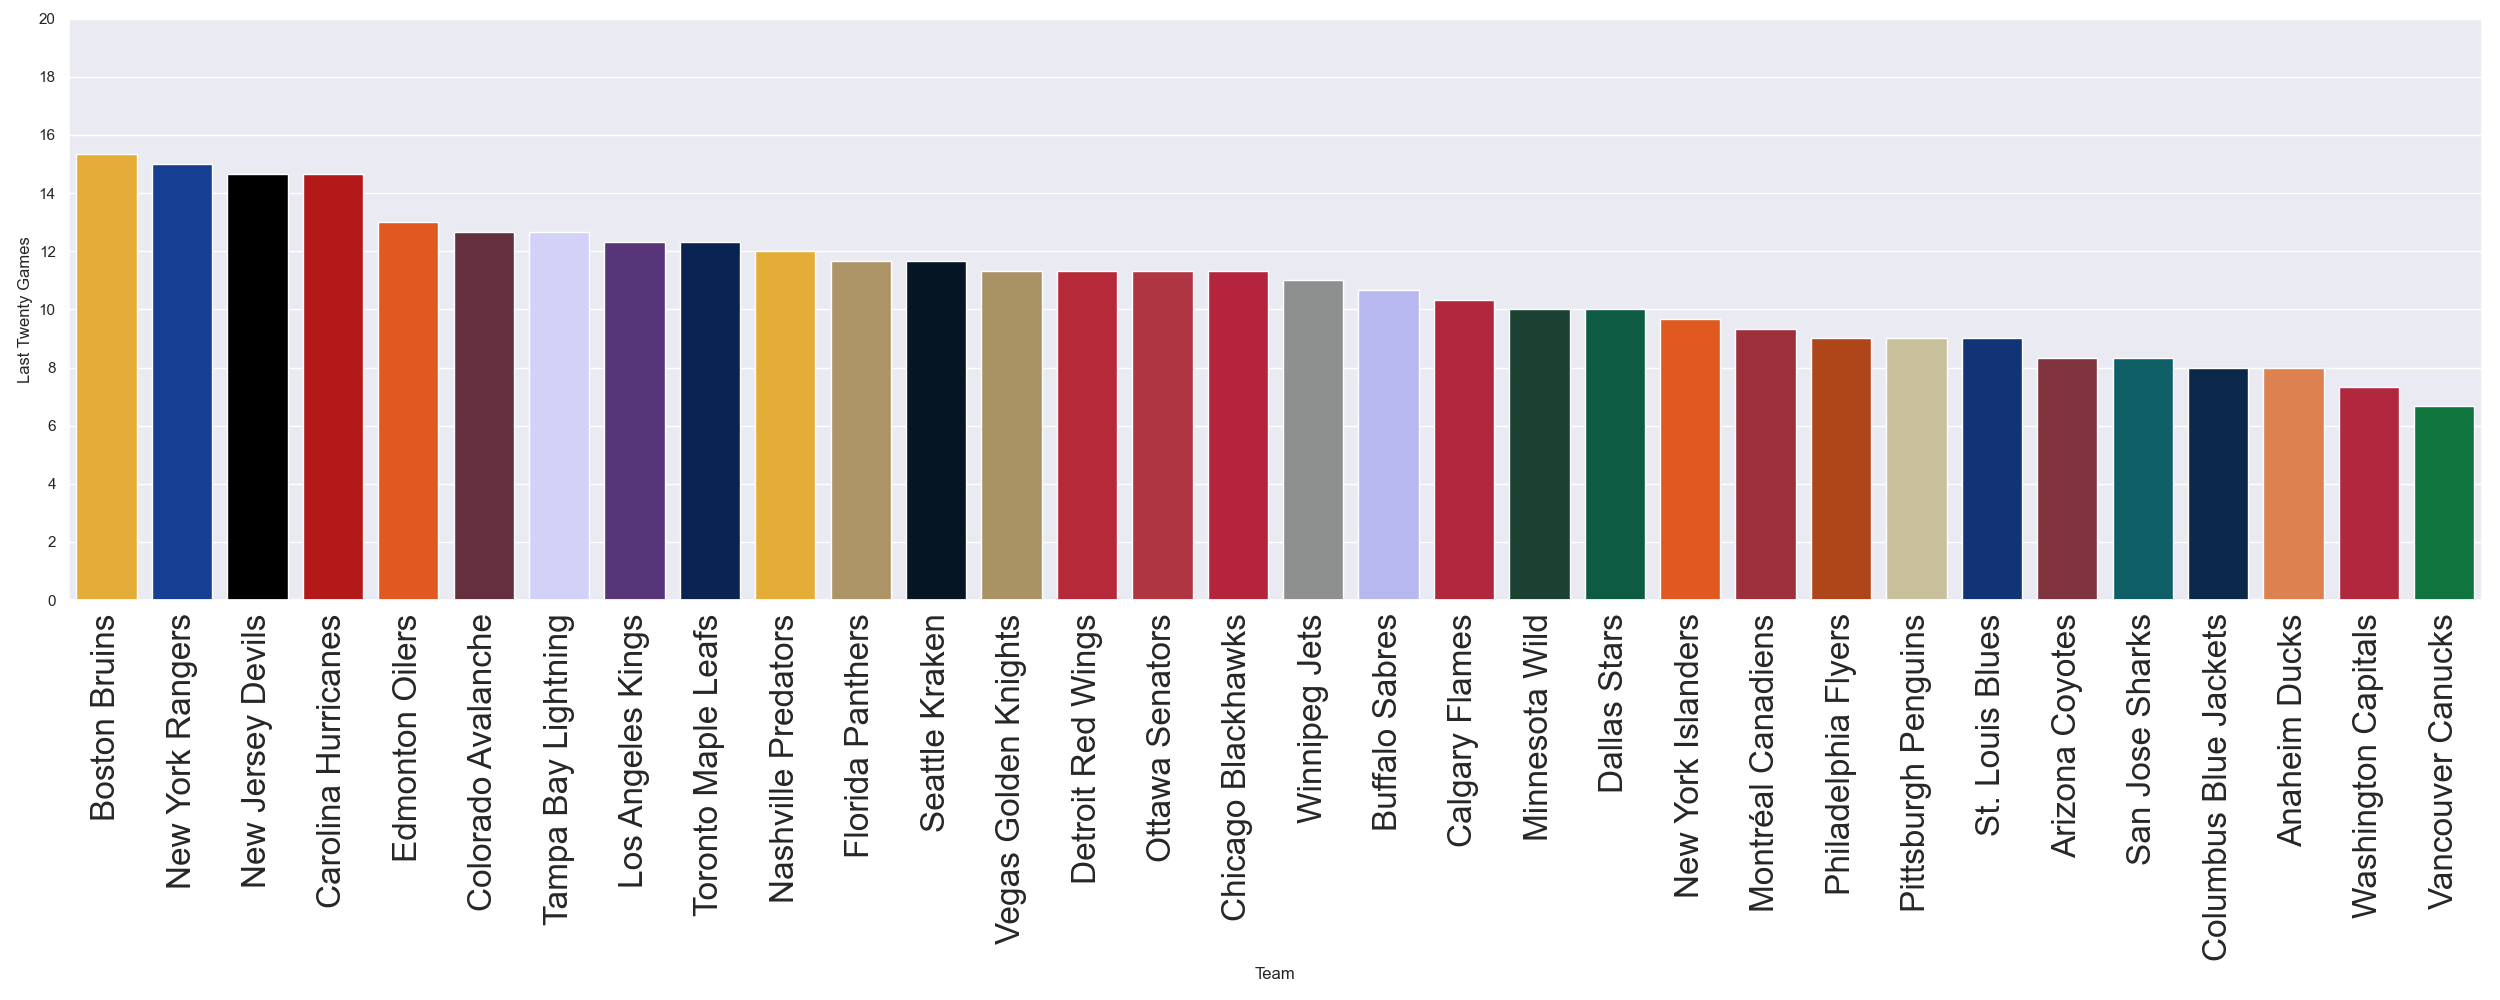 20
18
16
14
12
10
8
6
4
2
0
Last Twenty Games
Boston Bruins
New York Rangers
New Jersey Devils
Carolina Hurricanes
Edmonton Oilers
Colorado Avalanche
Tampa Bay Lightning
Los Angeles Kings
Toronto Maple Leafs
Nashville Predators
Florida Panthers
Seattle Kraken
Vegas Golden Knights
Detroit Red Wings
Ottawa Senators
Chicago Blackhawks
Winnipeg Jets
Buffalo Sabres
Calgary Flames
Minnesota Wild
Dallas Stars
New York Islanders
Montréal Canadiens
Philadelphia Flyers
Pittsburgh Penguins
St. Louis Blues
Arizona Coyotes
San Jose Sharks
Columbus Blue Jackets
Anaheim Ducks
Washington Capitals
Vancouver Canucks
Team